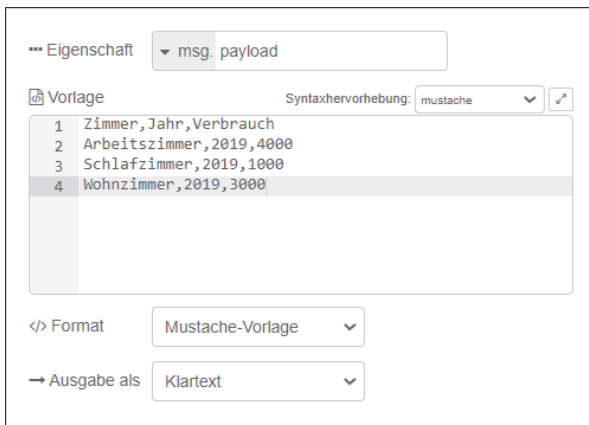 Eigenschaft msg. payload
Vorlage Syntaxhervorhebung: mustache
1 Zimmer,Jahr,Verbrauch
2 Arbeitszimmer,2019,4000
3 Schlafzimmer,2019,1000
4 Wohnzimmer,2019,3000
</> Format Mustache-Vorlage
Ausgabe als Klartext